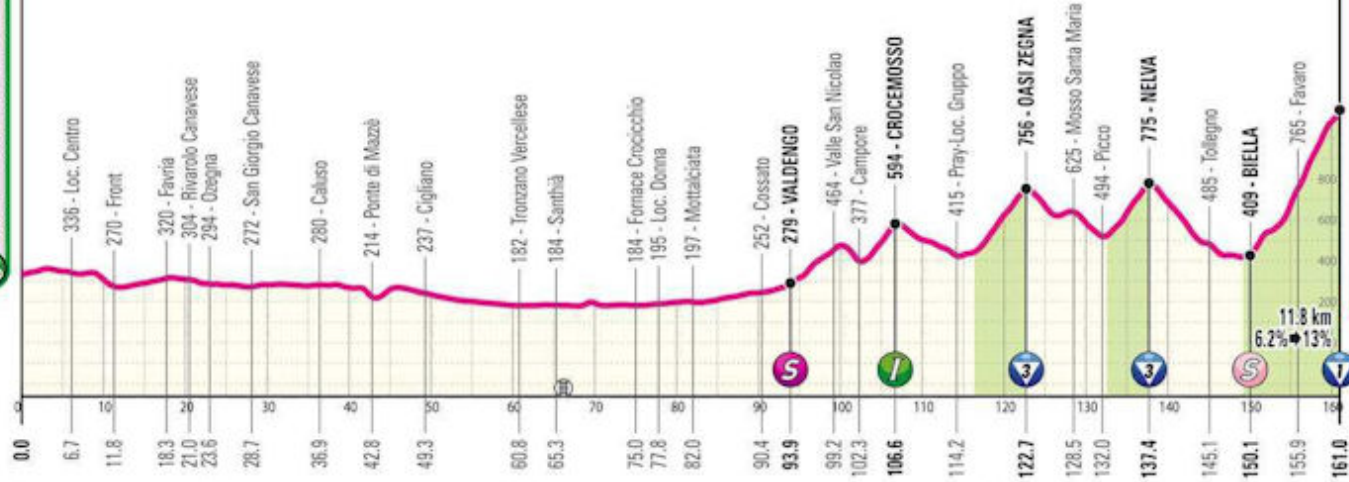 336 - Loc. Centro
270 - Front
320 - Favria
304 - Rivarolo Canavese
294 - Ozegna
272 - San Giorgio Canavese
280 - Caluso
214 - Ponte di Mazzè
237 - Cigliano
182 - Tronzano Vercellese
184 - Santhià
184 - Fornace Crocicchio
195 - Loc. Donna
197 - Mottalciata
252 - Cossato
279 - VALDENGO
464 - Valle San Nicolao
377 - Campore
594 - CROCEMOSSO
415 - Pray-Loc. Gruppo
756 - OASI ZEGNA
625 - Mosso Santa Maria
494 - Picco
775 - NELVA
485 - Tollegno
409 - BIELLA
765 - Favaro
800
600
400
200
11.8 km
6.2% 13%
S
I
3
3
S
1
0 10 20 30 40 50 60 70 80 90 100 110 120 130 140 150 160
0.0
6.7
11.8
18.3
21.0
23.6
28.7
36.9
42.8
49.3
60.8
65.3
75.0
77.8
82.0
90.4
93.9
99.2
102.3
106.6
114.2
122.7
128.5
132.0
137.4
145.1
150.1
155.9
161.0